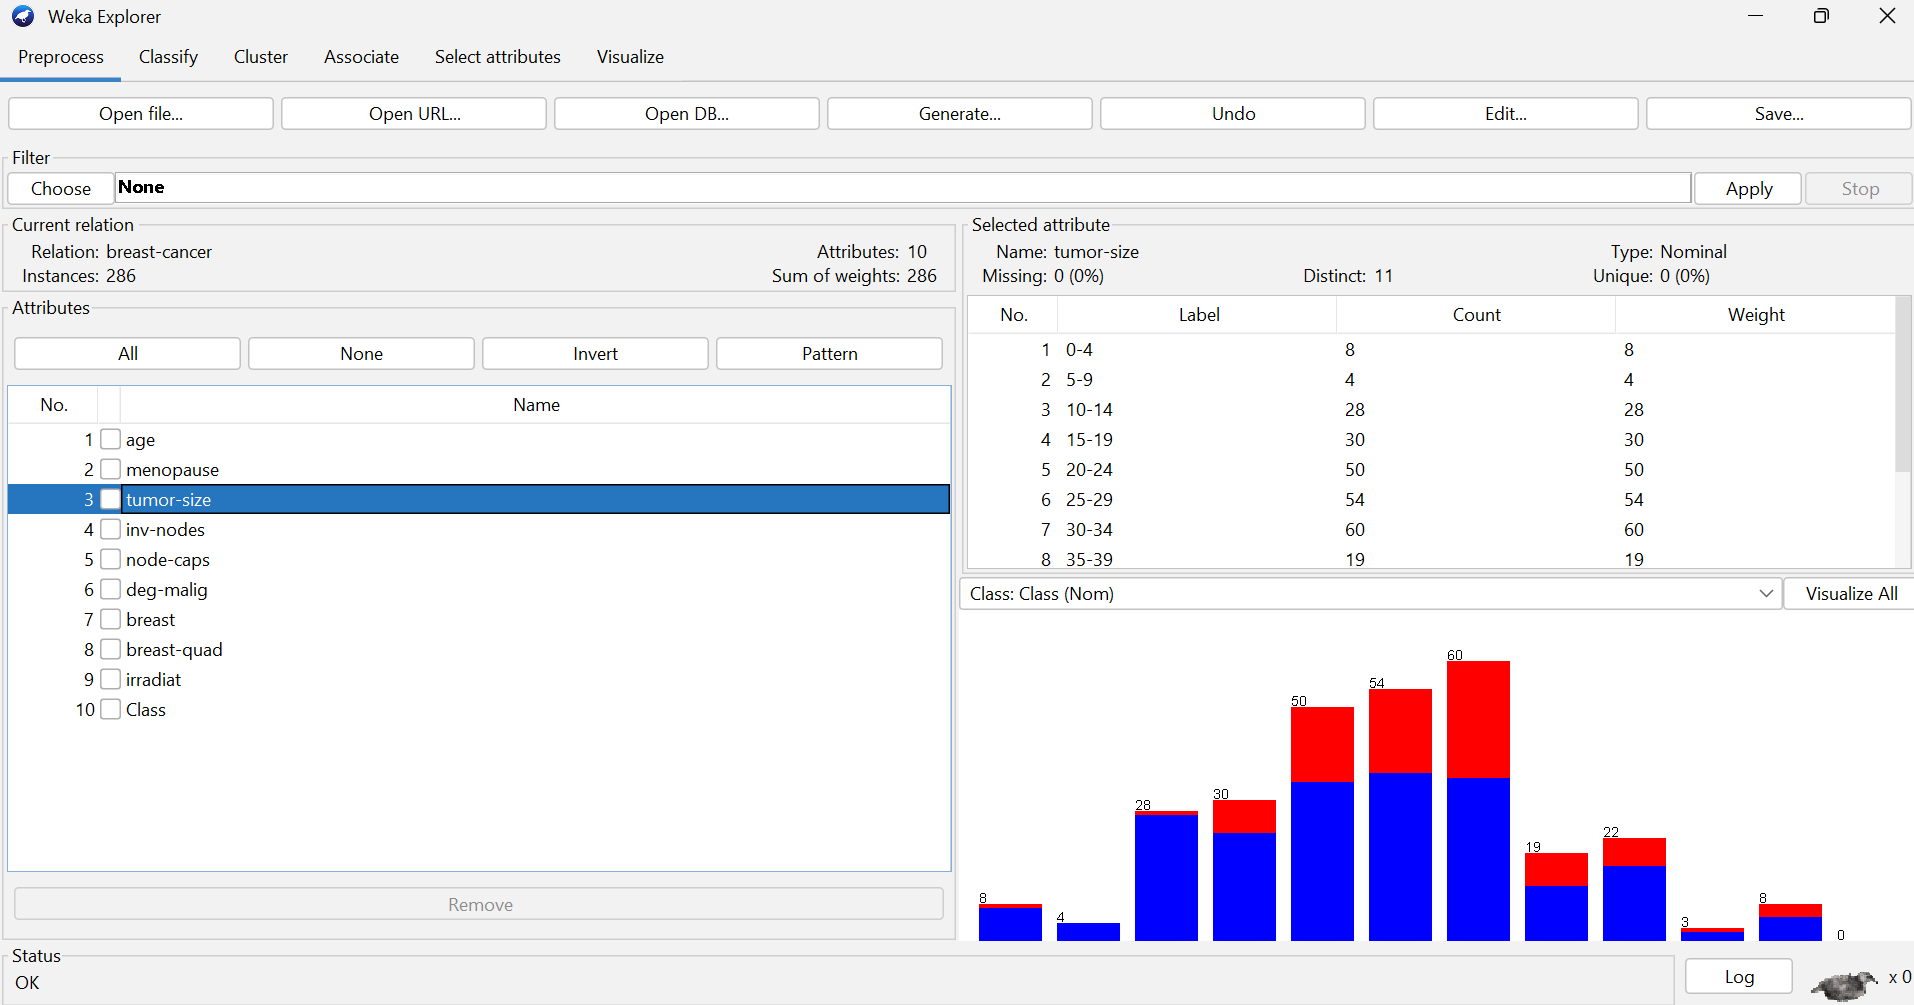 Weka Explorer
Preprocess Classify Cluster Associate Select attributes Visualize
Open file... Open URL... Open DB... Generate... Undo Edit... Save...
Filter
Choose None Apply Stop
Current relation
Relation: breast-cancer Attributes: 10
Instances: 286 Sum of weights: 286
Attributes
All None Invert Pattern
No. Name
1 age
2 menopause
3 tumor-size
4 inv-nodes
5 node-caps
6 deg-malig
7 breast
8 breast-quad
9 irradiat
10 Class
Remove
Selected attribute
Name: tumor-size Type: Nominal
Missing: 0 (0%) Distinct: 11 Unique: 0 (0%)
No. Label Count Weight
1 0-4 8 8
2 5-9 4 4
3 10-14 28 28
4 15-19 30 30
5 20-24 50 50
6 25-29 54 54
7 30-34 60 60
8 35-39 19 19
Class: Class (Nom) Visualize All
8 4 28 30 50 54 60 19 22 3 8 0
Status
OK
Log x 0